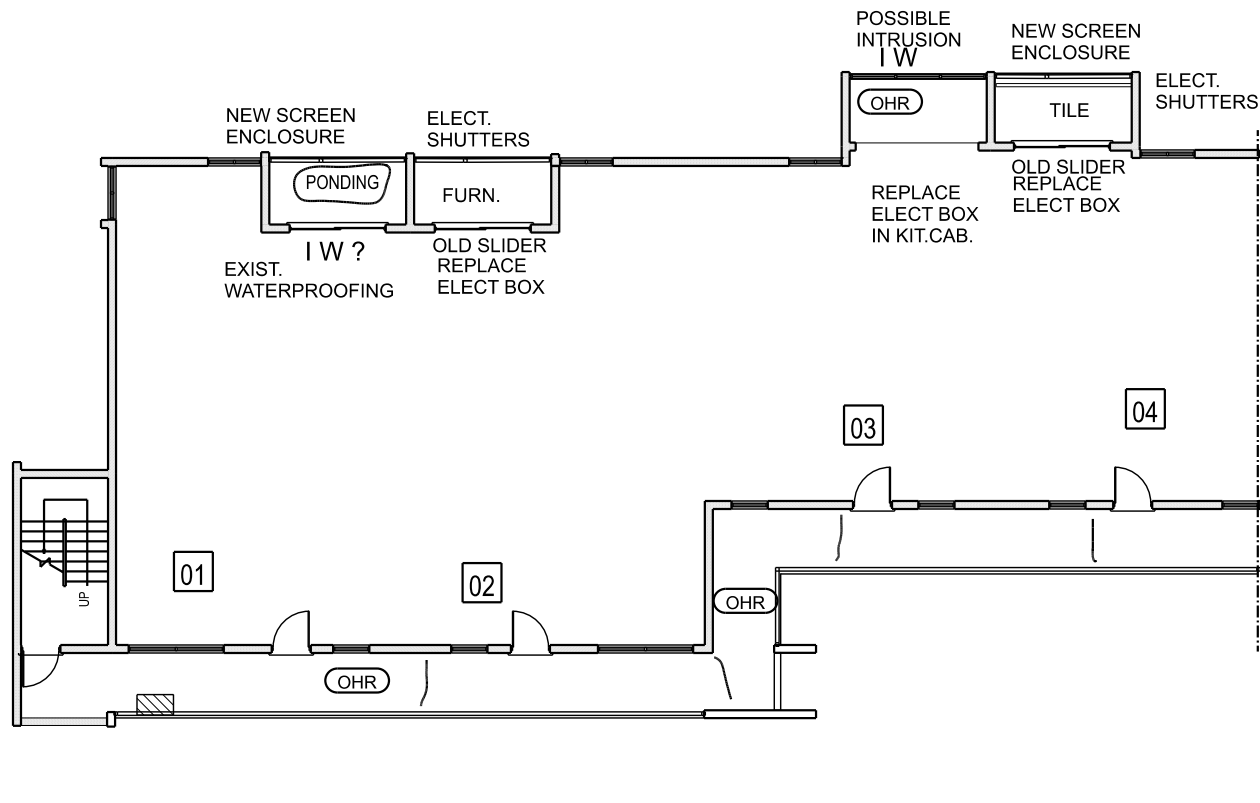 POSSIBLE
INTRUSION
I W
NEW SCREEN
ENCLOSURE
ELECT.
SHUTTERS
OHR
TILE
NEW SCREEN
ENCLOSURE
ELECT.
SHUTTERS
PONDING
FURN.
OLD SLIDER
REPLACE
ELECT BOX
REPLACE
ELECT BOX
IN KIT.CAB.
I W ?
EXIST.
WATERPROOFING
OLD SLIDER
REPLACE
ELECT BOX
03
04
01
02
UP
OHR
OHR